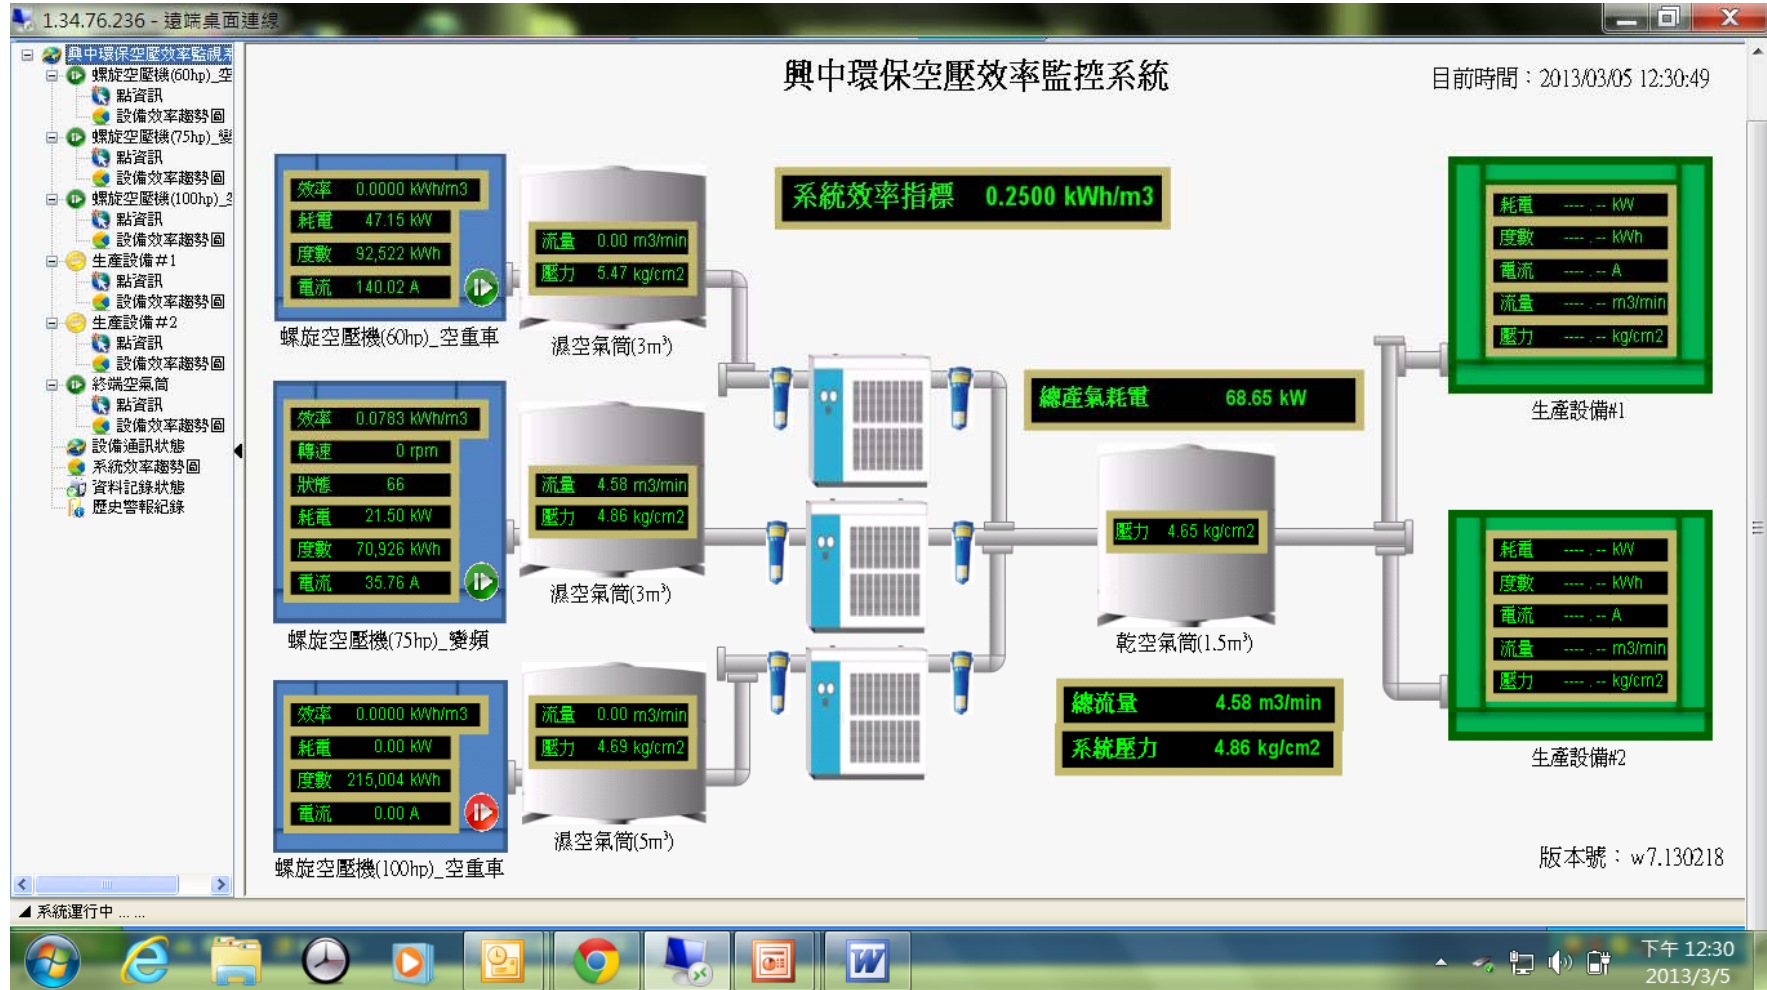 1.34.76.236 - 遠端桌面連線
興中環保空壓效率監視系
螺旋空壓機(60hp)_空
點資訊
設備效率趨勢圖
螺旋空壓機(75hp)_變
點資訊
設備效率趨勢圖
螺旋空壓機(100hp)_空
點資訊
設備效率趨勢圖
生產設備#1
點資訊
設備效率趨勢圖
生產設備#2
點資訊
設備效率趨勢圖
終端空氣筒
點資訊
設備效率趨勢圖
設備通訊狀態
系統效率趨勢圖
資料記錄狀態
歷史警報紀錄
興中環保空壓效率監控系統
目前時間：2013/03/05 12:30:49
系統效率指標 0.2500 kWh/m3
效率 0.0000 kWh/m3
耗電 47.15 kW
度數 92,522 kWh
電流 140.02 A
螺旋空壓機(60hp)_空重車
流量 0.00 m3/min
壓力 5.47 kg/cm2
濕空氣筒(3m³)
效率 0.0783 kWh/m3
轉速 0 rpm
狀態 66
耗電 21.50 kW
度數 70,926 kWh
電流 35.76 A
螺旋空壓機(75hp)_變頻
流量 4.58 m3/min
壓力 4.86 kg/cm2
濕空氣筒(3m³)
效率 0.0000 kWh/m3
耗電 0.00 kW
度數 215,004 kWh
電流 0.00 A
螺旋空壓機(100hp)_空重車
流量 0.00 m3/min
壓力 4.69 kg/cm2
濕空氣筒(5m³)
總產氣耗電 68.65 kW
壓力 4.65 kg/cm2
乾空氣筒(1.5m³)
總流量 4.58 m3/min
系統壓力 4.86 kg/cm2
耗電 ----.-- kW
度數 ----.-- kWh
電流 ----.-- A
流量 ----.-- m3/min
壓力 ----.-- kg/cm2
生產設備#1
耗電 ----.-- kW
度數 ----.-- kWh
電流 ----.-- A
流量 ----.-- m3/min
壓力 ----.-- kg/cm2
生產設備#2
版本號：w7.130218
系統運行中 ... ...
下午 12:30
2013/3/5